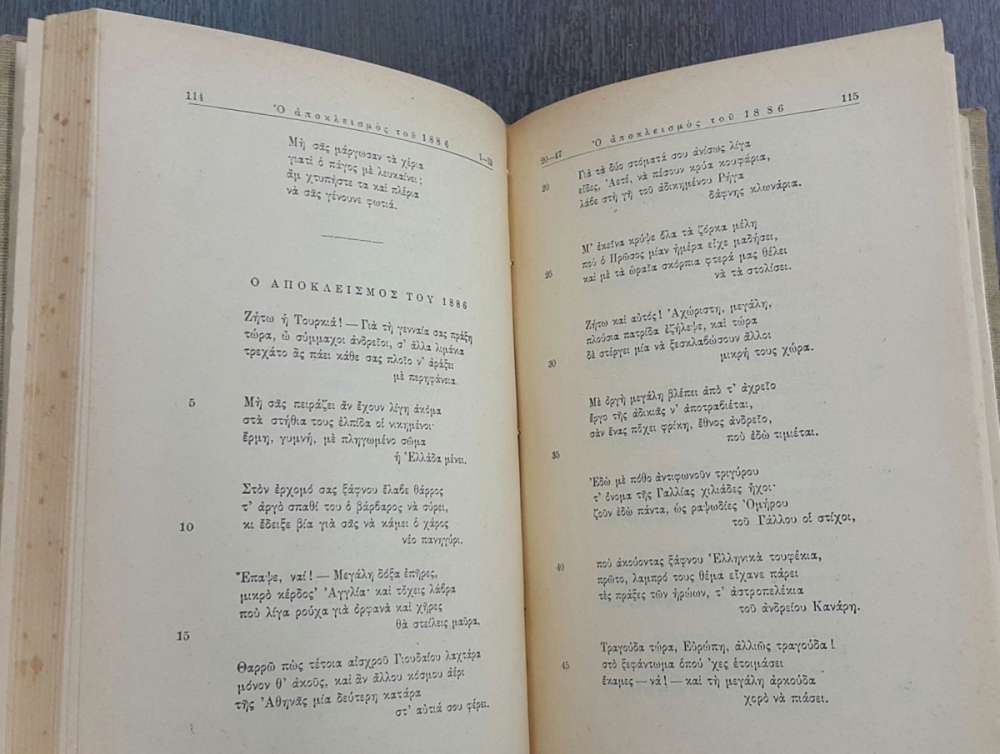 114
Ὁ ἀποκλεισμὸς τοῦ 1886
1—19
Μὴ σᾶς μάργωσαν τὰ χέρια
γιατὶ ὁ πάγος μὲ λευκαίνει;
ἂμ χτυπῆστε τα καὶ πλέρια
νὰ σᾶς γένουνε φωτιά.
Ο ΑΠΟΚΛΕΙΣΜΟΣ ΤΟΥ 1886
Ζήτω ἡ Τουρκιά! — Γιὰ τὴ γενναία σας πράξη
τώρα, ὦ σύμμαχοι ἀνδρεῖοι, σ' ἄλλα λιμάνια
τρεχάτο ἂς πάει κάθε σας πλοῖο ν' ἀράξει
μὲ περηφάνεια.
5 Μὴ σᾶς πειράζει ἂν ἔχουν λίγη ἀκόμα
στὰ στήθια τους ἐλπίδα οἱ νικημένοι·
ἔρμη, γυμνή, μὲ πληγωμένο σῶμα
ἡ Ἑλλάδα μένει.
Στὸν ἐρχομό σας ξάφνου ἔλαβε θάρρος
10 τ' ἀργὸ σπαθί του ὁ βάρβαρος νὰ σύρει,
κι ἔδειξε βία γιὰ σᾶς νὰ κάμει ὁ χάρος
νέο πανηγύρι.
Ἔπαψε, ναί! — Μεγάλη δόξα ἐπῆρες,
μικρὸ κέρδος· Ἀγγλία· καὶ τὄχεις λάβρα
15 ποὺ λίγα ροῦχα γιὰ ὀρφανὰ καὶ χῆρες
θὰ στείλεις μαῦρα.
Θαρρῶ πὼς τέτοια αἰσχροῦ Γιουδαίου λαχτάρα
μόνον θ' ἀκοῦς, καὶ ἂν ἄλλου κόσμου ἀέρι
τῆς Ἀθηνᾶς μία δεύτερη κατάρα
στ' αὐτιά σου φέρει.
20—47
Ὁ ἀποκλεισμὸς τοῦ 1886
115
20 Γιὰ τὰ δύο στόματά σου ἀνίσως λίγα
εἶδες, Ἀετέ, νὰ πέσουν κρύα κουφάρια,
λάβε στὴ γῆ τοῦ ἀδικημένου Ρήγα
δάφνης κλωνάρια.
Μ' ἐκεῖνα κρύψε ὅλα τὰ ζόρκα μέλη
25 ποὺ ὁ Πρῶσος μίαν ἡμέρα εἶχε μαδήσει,
καὶ μὲ τὰ ὡραῖα σκόρπια φτερά μας θέλει
νὰ τὰ στολίσει.
Ζήτω καὶ αὐτός! Ἀχώριστη, μεγάλη,
πλούσια πατρίδα ἐζήλεψε, καὶ τώρα
30 δὲ στέργει μία νὰ ξεσκλαβώσουν ἄλλοι
μικρή τους χώρα.
Μὲ ὀργὴ μεγάλη βλέπει ἀπὸ τ' ἀχρεῖο
ἔργο τῆς ἀδικιᾶς ν' ἀποτραβιέται,
σὰν ἕνας πὄχει φρίκη, ἔθνος ἀνδρεῖο,
35 ποὺ ἐδῶ τιμιέται.
Ἐδῶ μὲ πόθο ἀντιφωνοῦν τριγύρου
τ' ὄνομα τῆς Γαλλίας χιλιάδες ἦχοι·
ζοῦν ἐδῶ πάντα, ὡς ραψωδίες Ὁμήρου
τοῦ Γάλλου οἱ στίχοι,
40 ποὺ ἀκούοντας ξάφνου Ἑλληνικὰ τουφέκια,
πρῶτο, λαμπρό τους θέμα εἴχανε πάρει
τὲς πράξες τῶν ἡρώων, τ' ἀστροπελέκια
τοῦ ἀνδρείου Κανάρη.
Τραγούδα τώρα, Εὐρώπη, ἀλλιῶς τραγούδα!
45 στὸ ξεφάντωμα ὁποὺ 'χες ἑτοιμάσει
ἔκαμες — νά! — καὶ τὴ μεγάλη ἀρκούδα
χορὸ νὰ πιάσει.